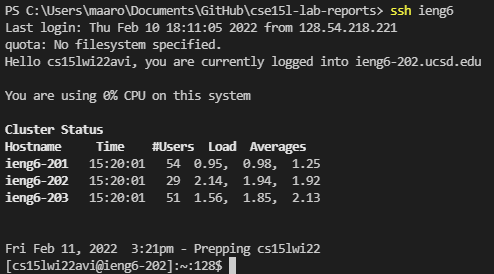 PS C:\Users\maaro\Documents\GitHub\cse15l-lab-reports> ssh ieng6
Last login: Thu Feb 10 18:11:05 2022 from 128.54.218.221
quota: No filesystem specified.
Hello cs15lwi22avi, you are currently logged into ieng6-202.ucsd.edu
You are using 0% CPU on this system
Cluster Status
Hostname     Time    #Users  Load  Averages
ieng6-201   15:20:01   54  0.95,  0.98,  1.25
ieng6-202   15:20:01   29  2.14,  1.94,  1.92
ieng6-203   15:20:01   51  1.56,  1.85,  2.13
Fri Feb 11, 2022  3:21pm - Prepping cs15lwi22
[cs15lwi22avi@ieng6-202]:~:128$